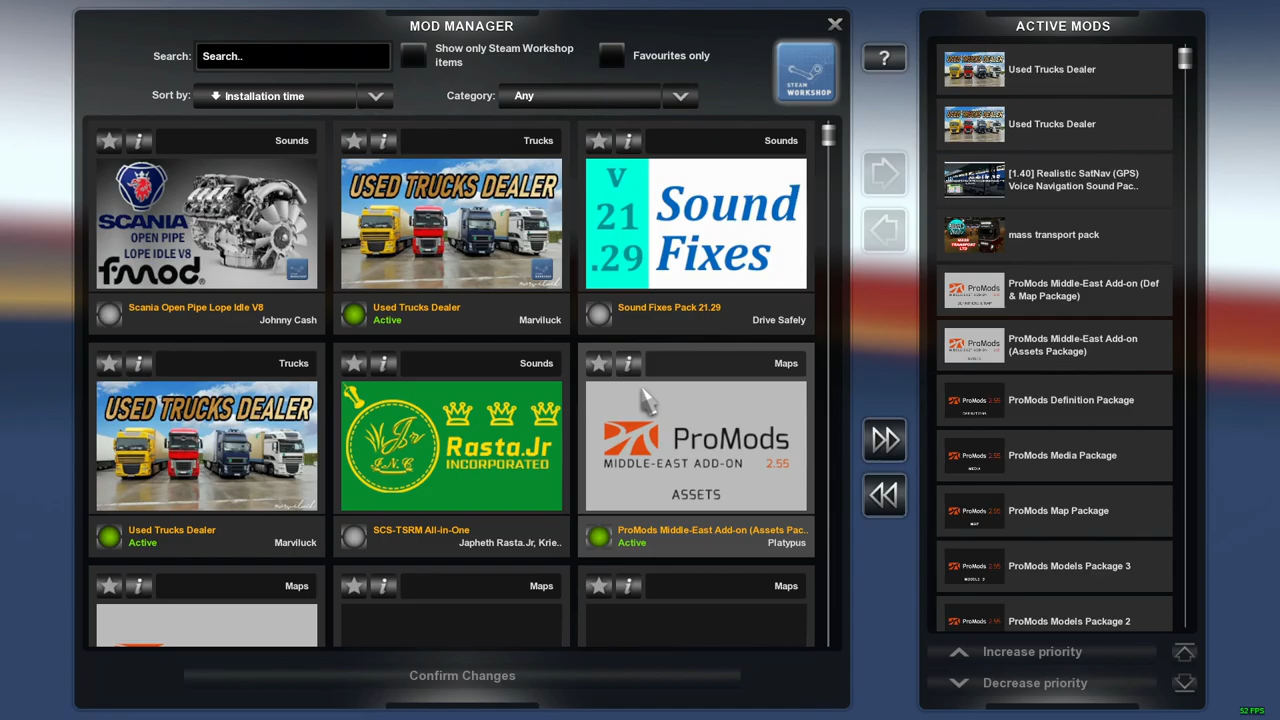 MOD MANAGER
Search:
Search..
Show only Steam Workshop
items
Favourites only
STEAM
WORKSHOP
Sort by:
Installation time
Category:
Any
Sounds
SCANIA
OPEN PIPE
LOPE IDLE V8
fmod
Scania Open Pipe Lope Idle V8
Johnny Cash
Trucks
USED TRUCKS DEALER
Used Trucks Dealer
Active
Marviluck
Sounds
V
21
.29
Sound
Fixes
Sound Fixes Pack 21.29
Drive Safely
Trucks
USED TRUCKS DEALER
Used Trucks Dealer
Active
Marviluck
Sounds
Rasta.Jr
INCORPORATED
SCS-TSRM All-in-One
Japheth Rasta.Jr, Krie..
Maps
ProMods
MIDDLE-EAST ADD-ON 2.55
ASSETS
ProMods Middle-East Add-on (Assets Pac..
Active
Platypus
Maps
Maps
Maps
Confirm Changes
?
ACTIVE MODS
Used Trucks Dealer
Used Trucks Dealer
[1.40] Realistic SatNav (GPS)
Voice Navigation Sound Pac..
mass transport pack
ProMods Middle-East Add-on (Def
& Map Package)
ProMods Middle-East Add-on
(Assets Package)
ProMods Definition Package
ProMods Media Package
ProMods Map Package
ProMods Models Package 3
ProMods Models Package 2
Increase priority
Decrease priority
52 FPS